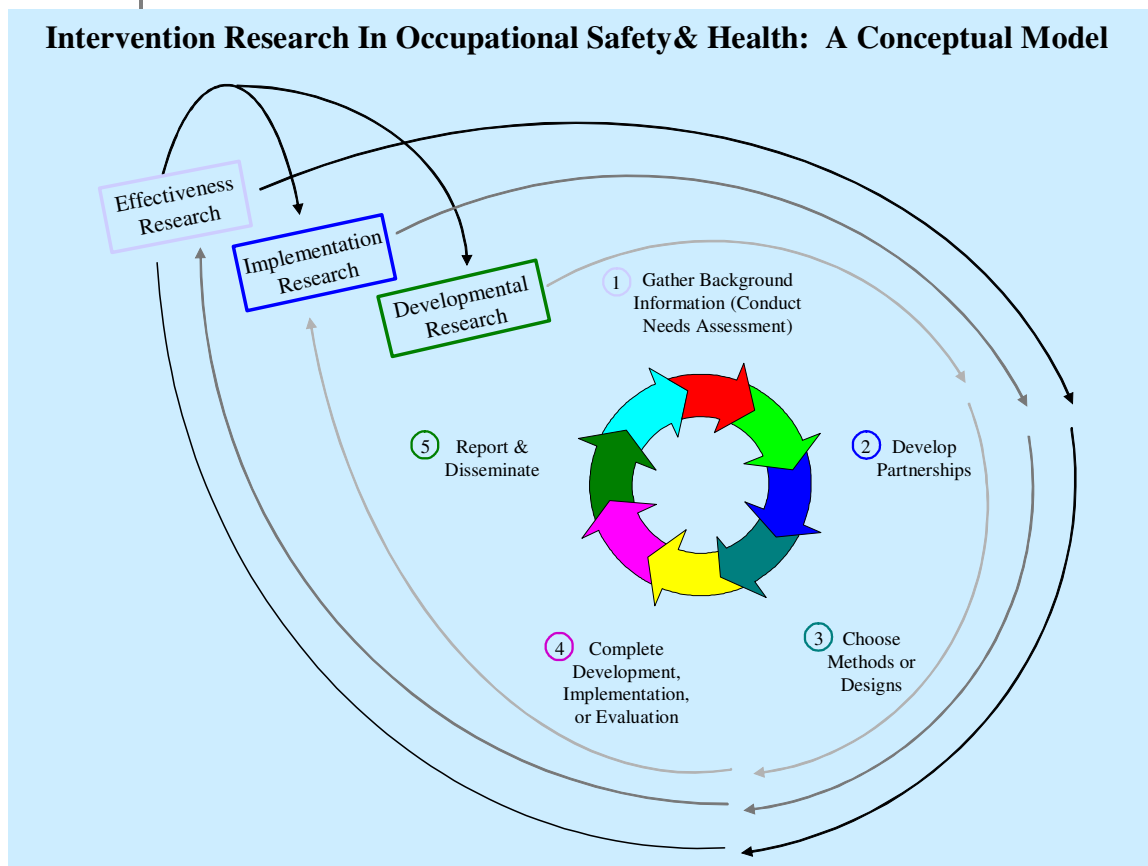 Intervention Research In Occupational Safety& Health: A Conceptual Model
Effectiveness
Research
Implementation
Research
Developmental
Research
1 Gather Background
Information (Conduct
Needs Assessment)
2 Develop
Partnerships
3 Choose
Methods or
Designs
4 Complete
Development,
Implementation,
or Evaluation
5 Report &
Disseminate